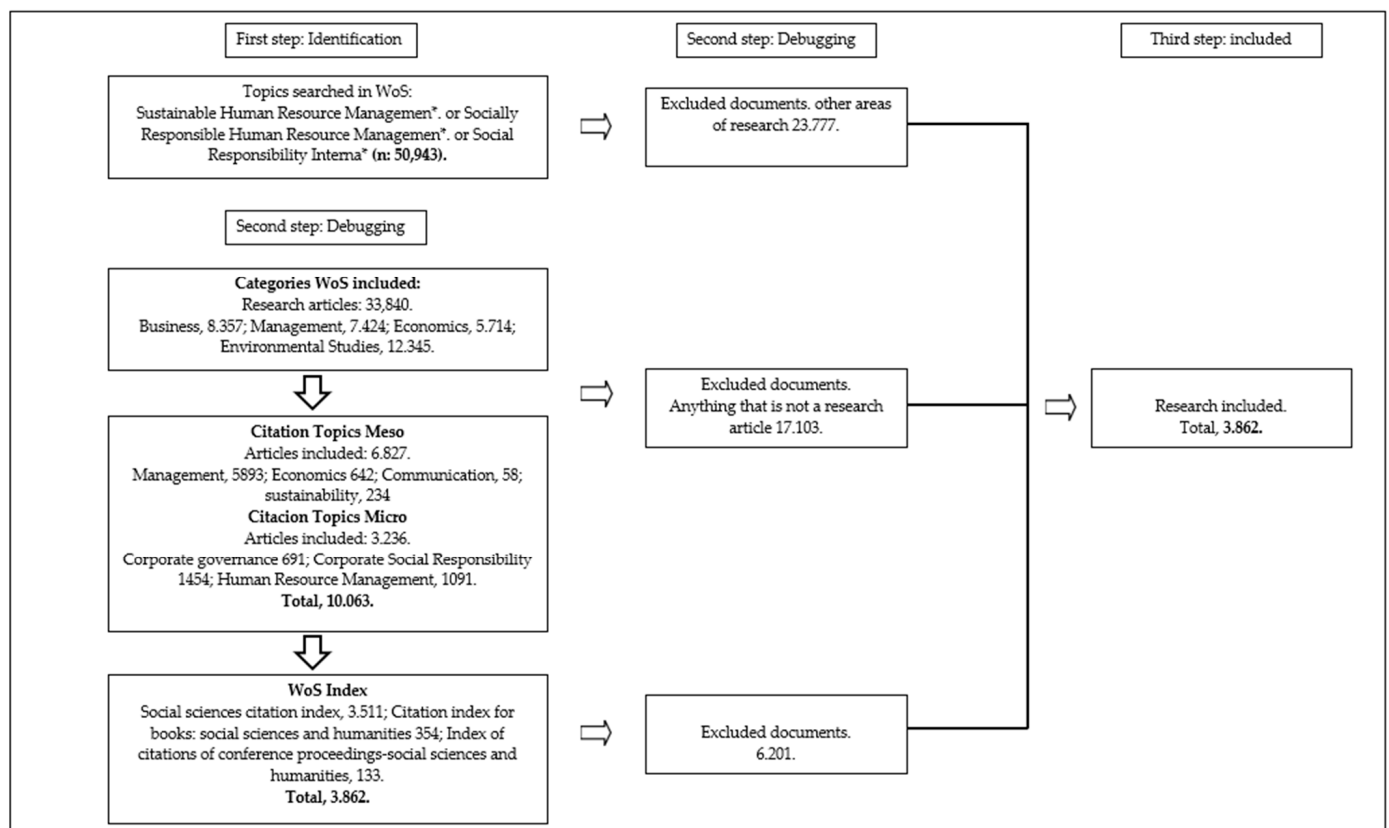 First step: Identification
Second step: Debugging
Third step: included
Topics searched in WoS:
Sustainable Human Resource Managemen*. or Socially
Responsible Human Resource Managemen*. or Social
Responsibility Interna* (n: 50,943).
Excluded documents. other areas
of research 23.777.
Second step: Debugging
Categories WoS included:
Research articles: 33,840.
Business, 8.357; Management, 7.424; Economics, 5.714;
Environmental Studies, 12.345.
Excluded documents.
Anything that is not a research
article 17.103.
Research included.
Total, 3.862.
Citation Topics Meso
Articles included: 6.827.
Management, 5893; Economics 642; Communication, 58;
sustainability, 234
Citacion Topics Micro
Articles included: 3.236.
Corporate governance 691; Corporate Social Responsibility
1454; Human Resource Management, 1091.
Total, 10.063.
WoS Index
Social sciences citation index, 3.511; Citation index for
books: social sciences and humanities 354; Index of
citations of conference proceedings-social sciences and
humanities, 133.
Total, 3.862.
Excluded documents.
6.201.